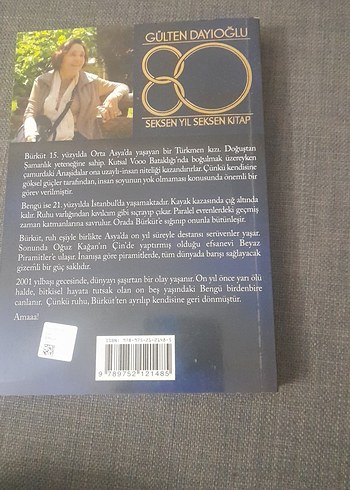 GÜLTEN DAYIOĞLU
80
SEKSEN YIL SEKSEN KİTAP
Bürküt 15. yüzyılda Orta Asya'da yaşayan bir Türkmen kızı. Doğuştan
Şamanlık yeteneğine sahip. Kutsal Vooo Bataklığı'nda boğulmak üzereyken
çamurdaki Anaşidalar ona uzaylı-insan niteliği kazandırırlar. Çünkü kendisine
göksel güçler tarafından, insan soyunun yok olmaması konusunda önemli bir
görev verilmiştir.
Bengü ise 21. yüzyılda İstanbul'da yaşamaktadır. Kayak kazasında çığ altında
kalır. Ruhu varlığından kıvılcım gibi sıçrayıp çıkar. Paralel evrenlerdeki geçmiş
zaman katmanlarına savrulur. Orada Bürküt'e sığınıp onunla bütünleşir.
Bürküt, ruh eşiyle birlikte Asya'da on yıl süreyle destansı serüvenler yaşar.
Sonunda Oğuz Kağan'ın Çin'de yaptırmış olduğu efsanevi Beyaz
Piramitler'e ulaşır. İnanışa göre piramitlerde, tüm dünyada barışı sağlayacak
gizemli bir güç saklıdır.
2001 yılbaşı gecesinde, dünyayı şaşırtan bir olay yaşanır. On yıl önce yarı ölü
halde, bitkisel hayata tutsak olan on beş yaşındaki Bengü birdenbire
canlanır. Çünkü ruhu, Bürküt'ten ayrılıp kendisine geri dönmüştür.
Amaaa!
9 789752 121485